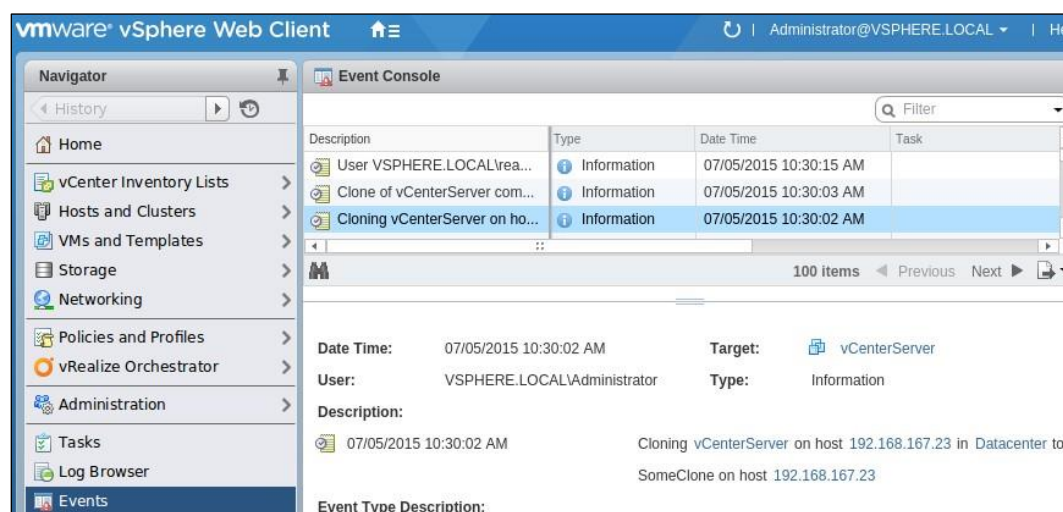 vmware® vSphere Web Client
Administrator@VSPHERE.LOCAL
Navigator
History
Home
vCenter Inventory Lists
Hosts and Clusters
VMs and Templates
Storage
Networking
Policies and Profiles
vRealize Orchestrator
Administration
Tasks
Log Browser
Events
Event Console
Filter
Description Type Date Time Task
User VSPHERE.LOCAL\rea... Information 07/05/2015 10:30:15 AM
Clone of vCenterServer com... Information 07/05/2015 10:30:03 AM
Cloning vCenterServer on ho... Information 07/05/2015 10:30:02 AM
100 items Previous Next
Date Time: 07/05/2015 10:30:02 AM Target: vCenterServer
User: VSPHERE.LOCAL\Administrator Type: Information
Description:
07/05/2015 10:30:02 AM Cloning vCenterServer on host 192.168.167.23 in Datacenter to
SomeClone on host 192.168.167.23
Event Type Description: